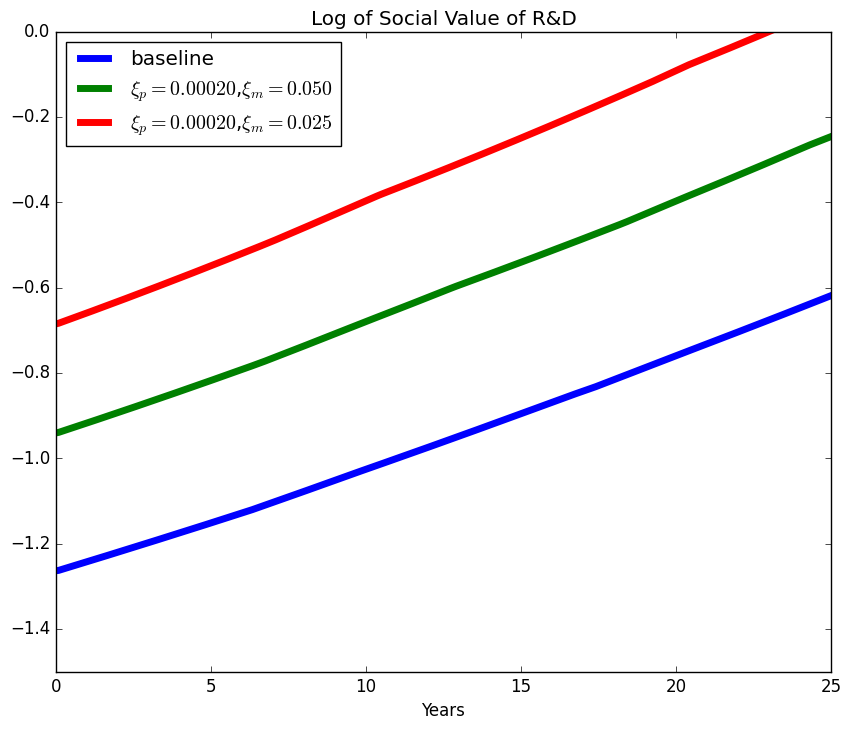 Log of Social Value of R&D
baseline
ξp = 0.00020,ξm = 0.050
ξp = 0.00020,ξm = 0.025
0.0
−0.2
−0.4
−0.6
−0.8
−1.0
−1.2
−1.4
0 5 10 15 20 25
Years